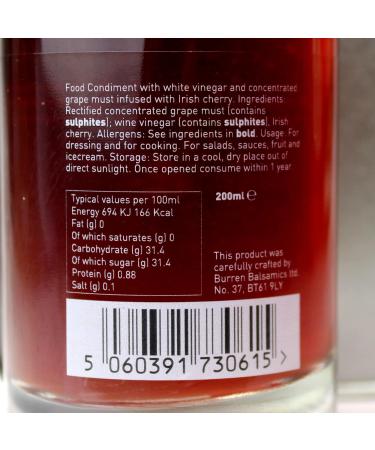 Food Condiment with white vinegar and concentrated
grape must infused with Irish cherry. Ingredients:
Rectified concentrated grape must (contains
sulphites); wine vinegar (contains sulphites), Irish
cherry. Allergens: See ingredients in bold. Usage: For
dressing and for cooking. For salads, sauces, fruit and
icecream. Storage: Store in a cool, dry place out of
direct sunlight. Once opened consume within 1 year
Typical values per 100ml
Energy 694 KJ 166 Kcal
Fat (g) 0
Of which saturates (g) 0
Carbohydrate (g) 31.4
Of which sugar (g) 31.4
Protein (g) 0.88
Salt (g) 0.1
200ml e
This product was
carefully crafted by
Burren Balsamics ltd.
No. 37, BT61 9LY
5 060391 730615 >